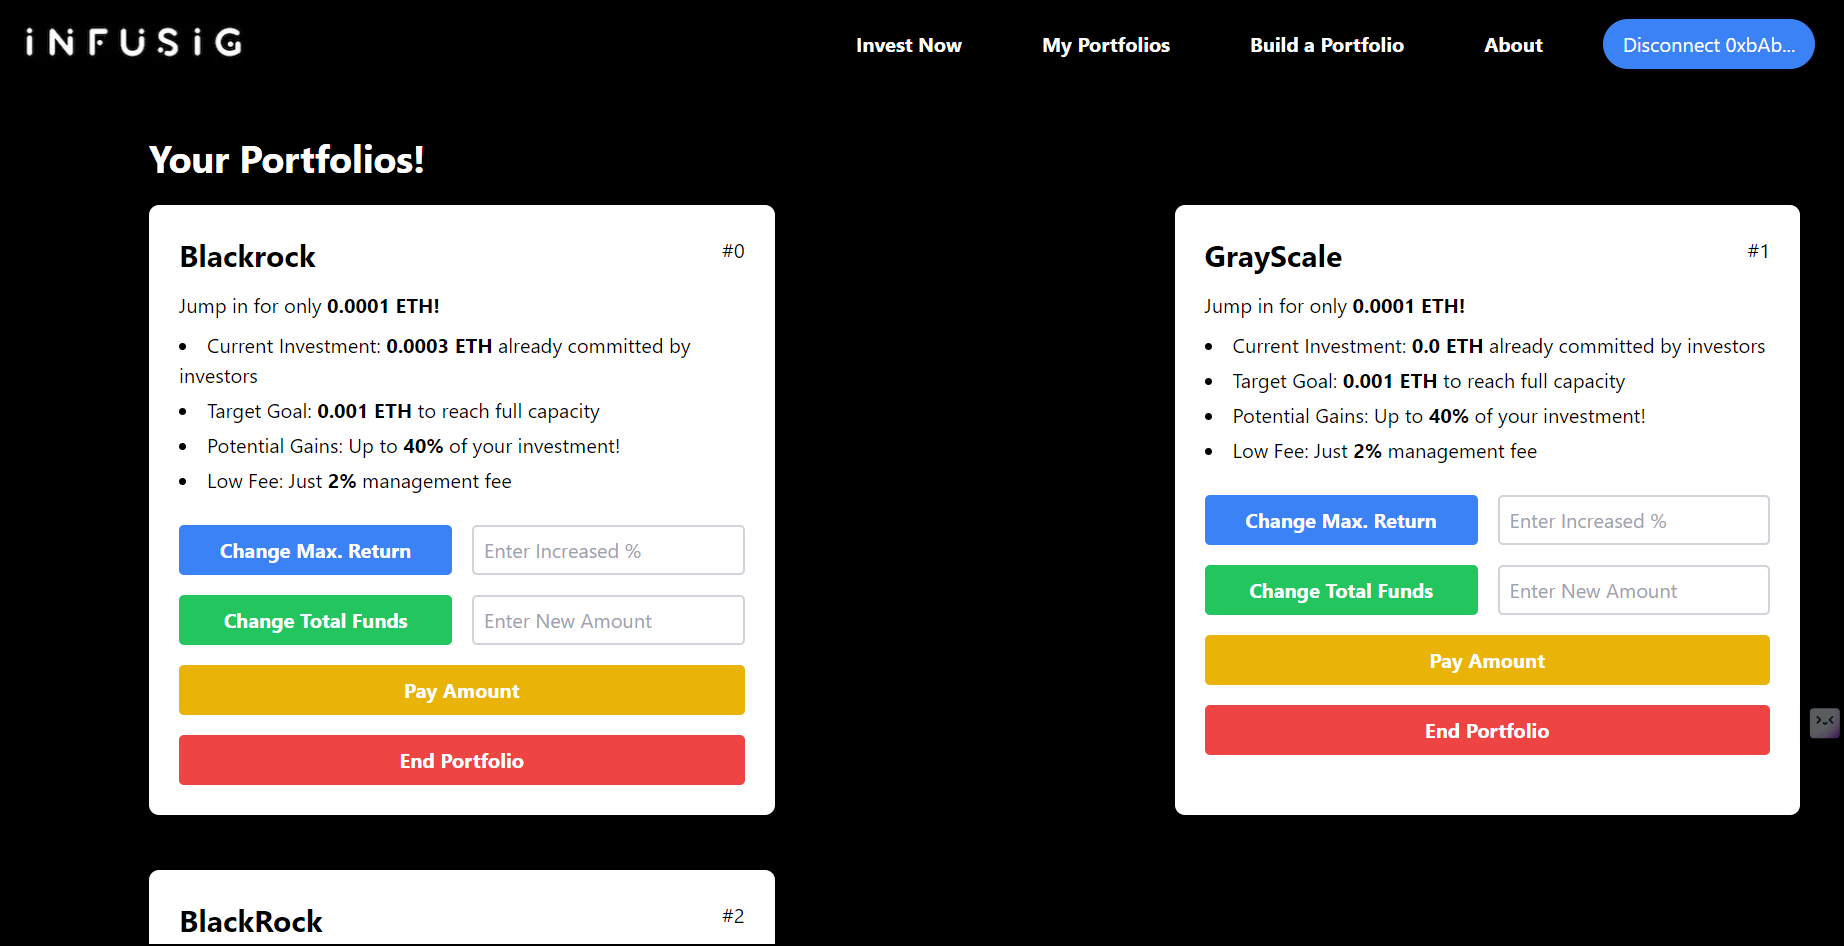 iNFUSiG
Invest Now
My Portfolios
Build a Portfolio
About
Disconnect 0xbAb...
Your Portfolios!
Blackrock
#0
Jump in for only 0.0001 ETH!
• Current Investment: 0.0003 ETH already committed by
investors
• Target Goal: 0.001 ETH to reach full capacity
• Potential Gains: Up to 40% of your investment!
• Low Fee: Just 2% management fee
Change Max. Return
Enter Increased %
Change Total Funds
Enter New Amount
Pay Amount
End Portfolio
GrayScale
#1
Jump in for only 0.0001 ETH!
• Current Investment: 0.0 ETH already committed by investors
• Target Goal: 0.001 ETH to reach full capacity
• Potential Gains: Up to 40% of your investment!
• Low Fee: Just 2% management fee
Change Max. Return
Enter Increased %
Change Total Funds
Enter New Amount
Pay Amount
End Portfolio
BlackRock
#2